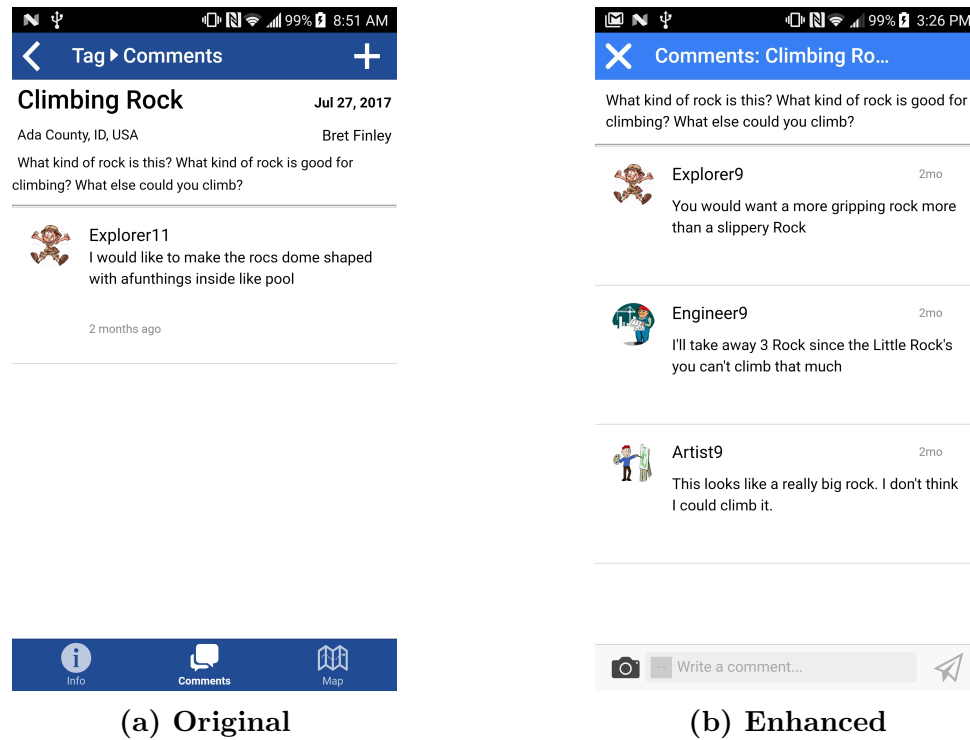 99% 8:51 AM
Tag Comments
Climbing Rock
Jul 27, 2017
Ada County, ID, USA
Bret Finley
What kind of rock is this? What kind of rock is good for
climbing? What else could you climb?
Explorer11
I would like to make the rocs dome shaped
with afunthings inside like pool
2 months ago
Info
Comments
Map
(a) Original
99% 3:26 PM
Comments: Climbing Ro...
What kind of rock is this? What kind of rock is good for
climbing? What else could you climb?
Explorer9
2mo
You would want a more gripping rock more
than a slippery Rock
Engineer9
2mo
I'll take away 3 Rock since the Little Rock's
you can't climb that much
Artist9
2mo
This looks like a really big rock. I don't think
I could climb it.
Write a comment...
(b) Enhanced